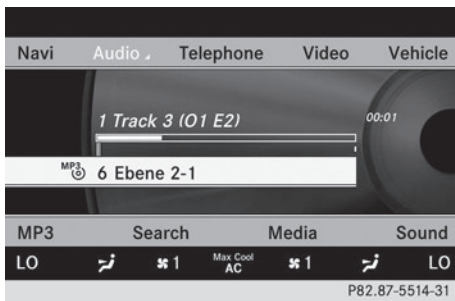 Navi Audio Telephone Video Vehicle
1 Track 3 (O1 E2) 00:01
MP3 6 Ebene 2-1
MP3 Search Media Sound
LO 1 Max Cool AC 1 LO
P82.87-5514-31